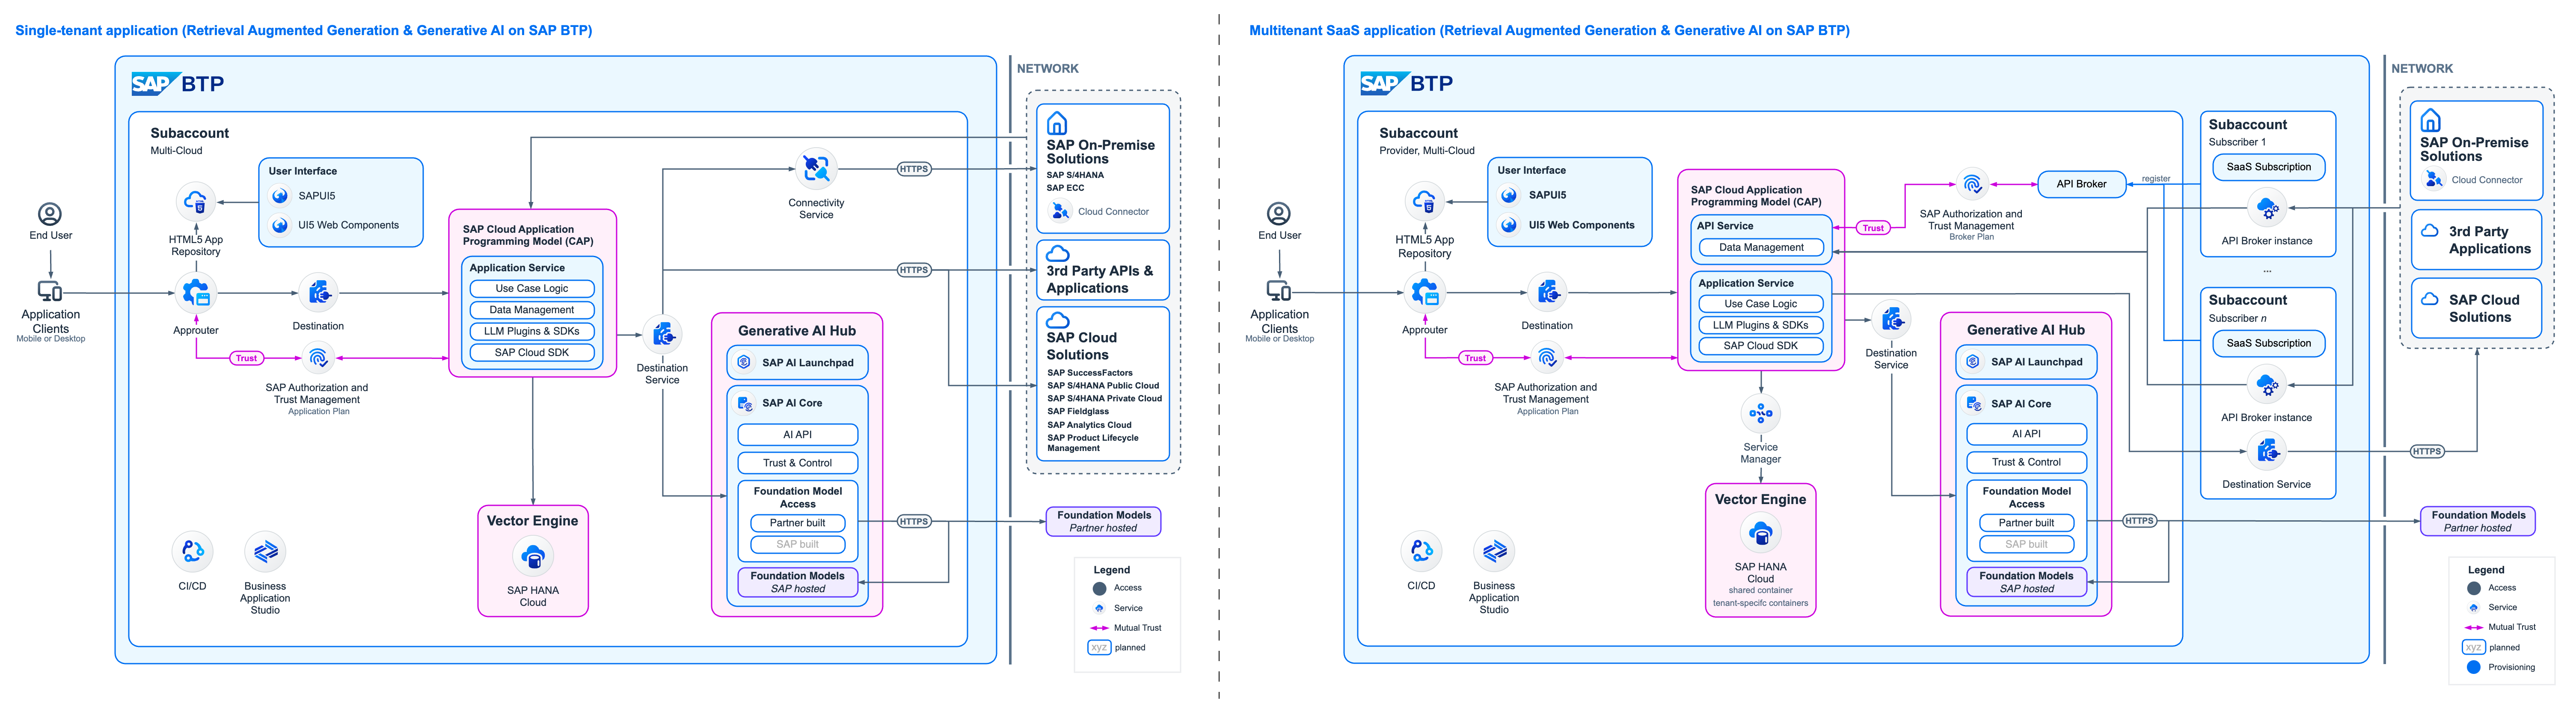 Single-tenant application (Retrieval Augmented Generation & Generative AI on SAP BTP)
SAP BTP
NETWORK
Subaccount
Multi-Cloud
User Interface
SAPUI5
UI5 Web Components
End User
Application
Clients
Mobile or Desktop
HTML5 App
Repository
Approuter
Destination
Trust
SAP Authorization and
Trust Management
Application Plan
SAP Cloud Application
Programming Model (CAP)
Application Service
Use Case Logic
Data Management
LLM Plugins & SDKs
SAP Cloud SDK
Connectivity
Service
HTTPS
HTTPS
Destination
Service
Generative AI Hub
SAP AI Launchpad
SAP AI Core
AI API
Trust & Control
Foundation Model
Access
Partner built
SAP built
Foundation Models
SAP hosted
HTTPS
Vector Engine
SAP HANA
Cloud
CI/CD
Business
Application
Studio
SAP On-Premise
Solutions
SAP S/4HANA
SAP ECC
Cloud Connector
3rd Party APIs &
Applications
SAP Cloud
Solutions
SAP SuccessFactors
SAP S/4HANA Public Cloud
SAP S/4HANA Private Cloud
SAP Fieldglass
SAP Analytics Cloud
SAP Product Lifecycle
Management
Foundation Models
Partner hosted
Legend
Access
Service
Mutual Trust
xyz planned
Multitenant SaaS application (Retrieval Augmented Generation & Generative AI on SAP BTP)
SAP BTP
NETWORK
Subaccount
Provider, Multi-Cloud
User Interface
SAPUI5
UI5 Web Components
End User
Application
Clients
Mobile or Desktop
HTML5 App
Repository
Approuter
Destination
Trust
SAP Authorization and
Trust Management
Application Plan
SAP Cloud Application
Programming Model (CAP)
API Service
Data Management
Application Service
Use Case Logic
LLM Plugins & SDKs
SAP Cloud SDK
Trust
SAP Authorization and
Trust Management
Broker Plan
API Broker
register
Service
Manager
Vector Engine
SAP HANA
Cloud
shared container
tenant-specifc containers
CI/CD
Business
Application
Studio
Destination
Service
Generative AI Hub
SAP AI Launchpad
SAP AI Core
AI API
Trust & Control
Foundation Model
Access
Partner built
SAP built
Foundation Models
SAP hosted
HTTPS
Subaccount
Subscriber 1
SaaS Subscription
API Broker instance
...
Subaccount
Subscriber n
SaaS Subscription
API Broker instance
Destination Service
HTTPS
SAP On-Premise
Solutions
Cloud Connector
3rd Party
Applications
SAP Cloud
Solutions
Foundation Models
Partner hosted
Legend
Access
Service
Mutual Trust
xyz planned
Provisioning